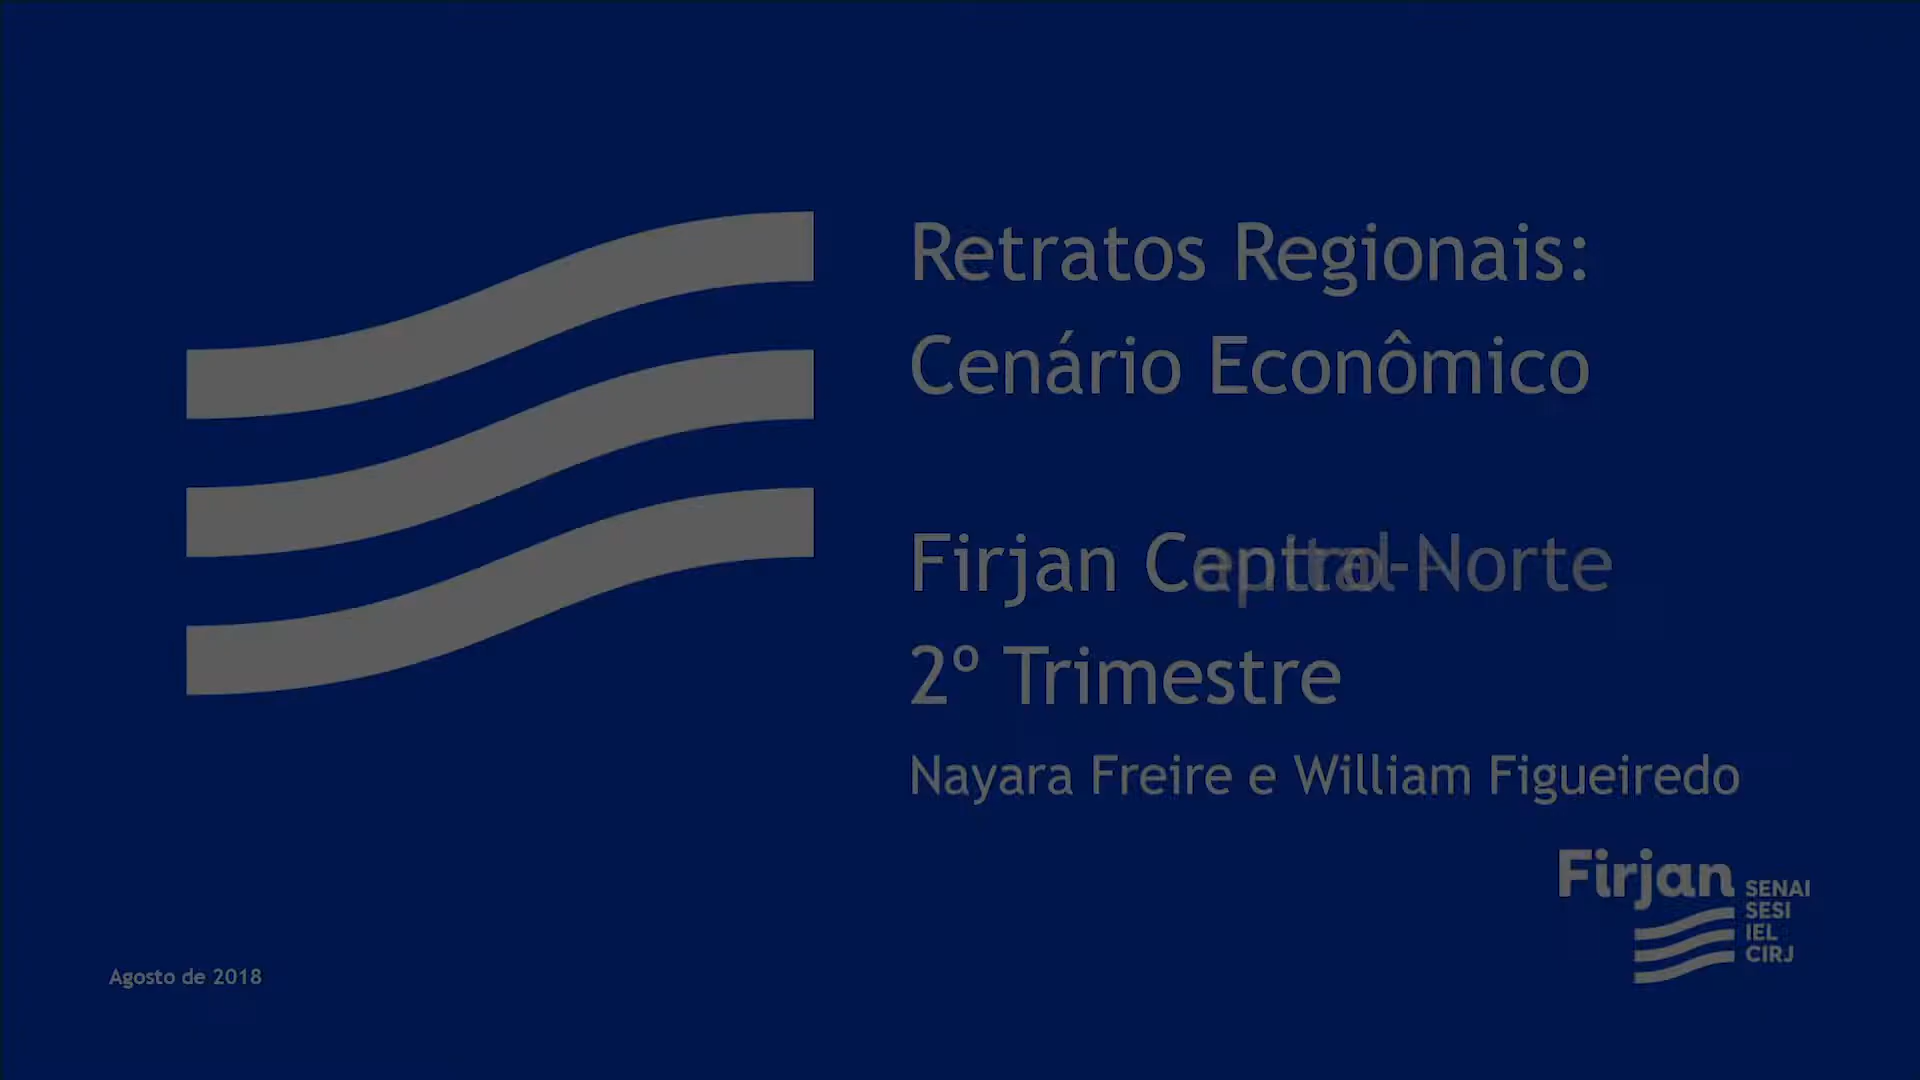 Retratos Regionais:
Cenário Econômico
Firjan
2º Trimestre
Nayara Freire e William Figueiredo
Firjan
SENAI
SESI
IEL
CIRJ
Agosto de 2018